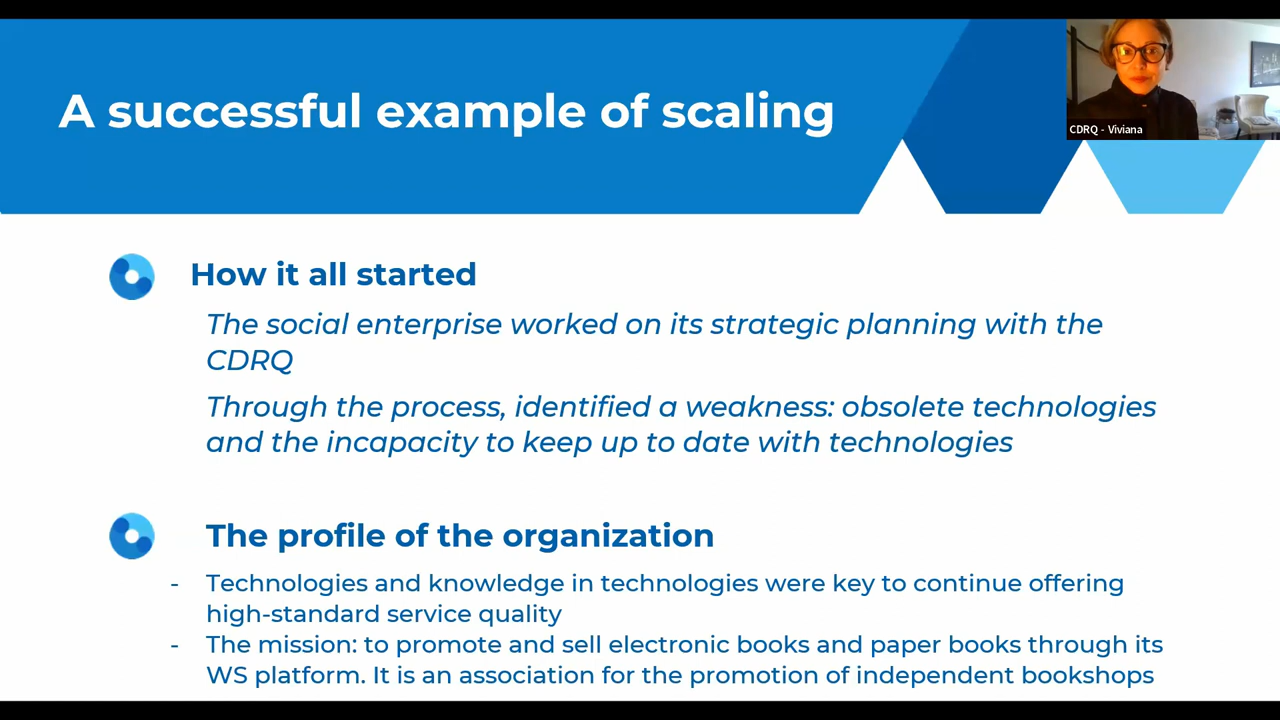 A successful example of scaling
CDRQ - Viviana
How it all started
The social enterprise worked on its strategic planning with the
CDRQ
Through the process, identified a weakness: obsolete technologies
and the incapacity to keep up to date with technologies
The profile of the organization
- Technologies and knowledge in technologies were key to continue offering
high-standard service quality
- The mission: to promote and sell electronic books and paper books through its
WS platform. It is an association for the promotion of independent bookshops